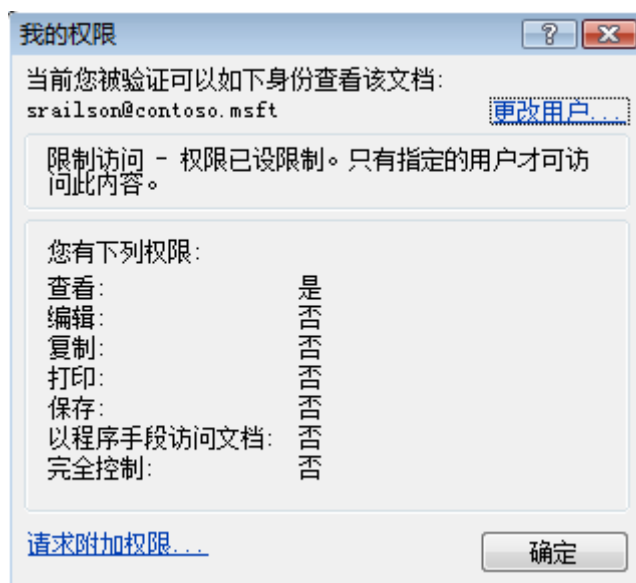 我的权限
当前您被验证可以如下身份查看该文档:
srailson@contoso.msft 更改用户...
限制访问 - 权限已设限制。只有指定的用户才可访
问此内容。
您有下列权限:
查看: 是
编辑: 否
复制: 否
打印: 否
保存: 否
以程序手段访问文档: 否
完全控制: 否
请求附加权限... 确定